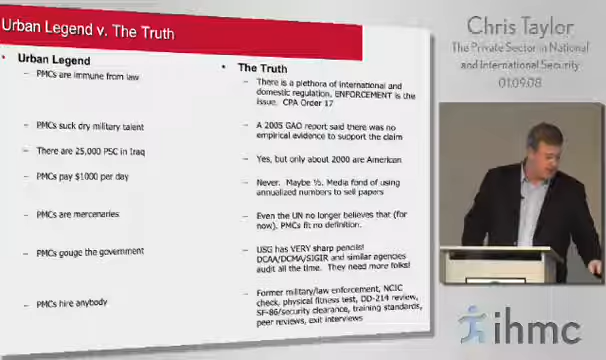 Urban Legend v. The Truth
Urban Legend
– PMCs are immune from law
– PMCs suck dry military talent
– There are 25,000 PSC in Iraq
– PMCs pay $1000 per day
– PMCs are mercenaries
– PMCs gouge the government
– PMCs hire anybody
The Truth
– There is a plethora of international and
domestic regulation, ENFORCEMENT is the
issue. CPA Order 17
– A 2005 GAO report said there was no
empirical evidence to support the claim
– Yes, but only about 2000 are American
– Never. Maybe ½. Media fond of using
annualized numbers to sell papers
– Even the UN no longer believes that (for
now). PMCs fit no definition.
– USG has VERY sharp pencils!
DCAA/DCMA/SIGIR and similar agencies
audit all the time. They need more folks!
– Former military/law enforcement, NCIC
check, physical fitness test, DD-214 review,
SF-86/security clearance, training standards,
peer reviews, exit interviews
Chris Taylor
The Private Sector in National
and International Security
01.09.08
ihmc